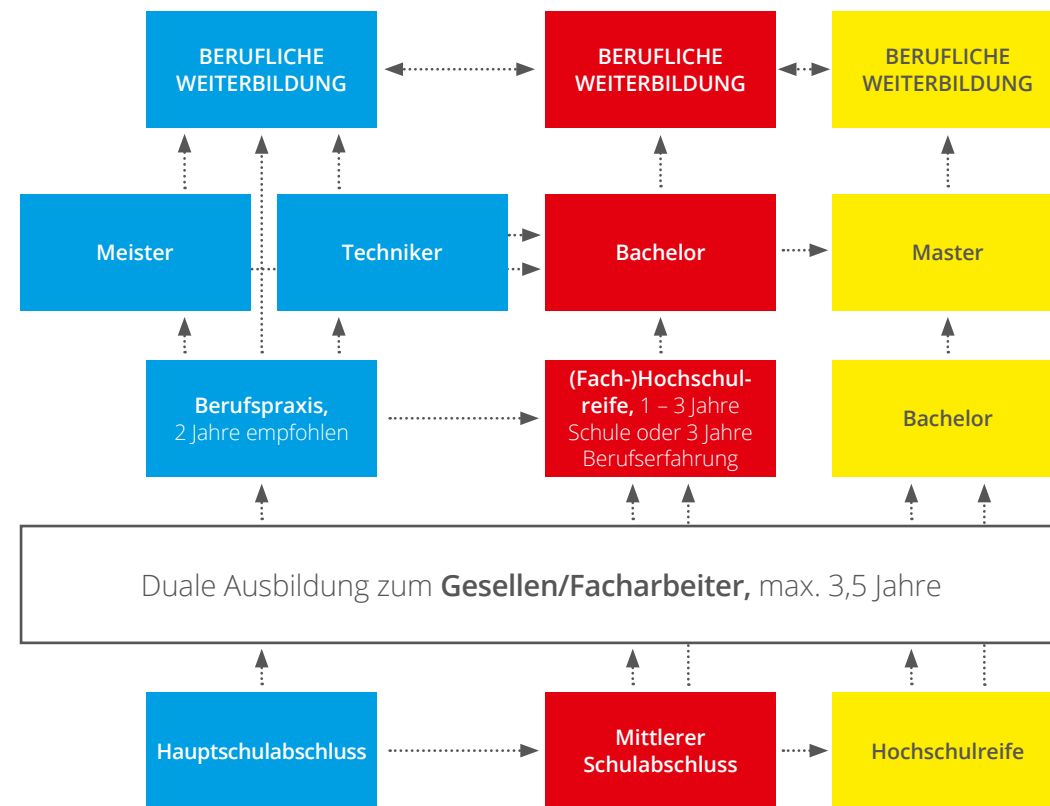 BERUFLICHE
WEITERBILDUNG
BERUFLICHE
WEITERBILDUNG
BERUFLICHE
WEITERBILDUNG
Meister
Techniker
Bachelor
Master
Berufspraxis,
2 Jahre empfohlen
(Fach-)Hochschul-
reife, 1 – 3 Jahre
Schule oder 3 Jahre
Berufserfahrung
Bachelor
Duale Ausbildung zum Gesellen/Facharbeiter, max. 3,5 Jahre
Hauptschulabschluss
Mittlerer
Schulabschluss
Hochschulreife